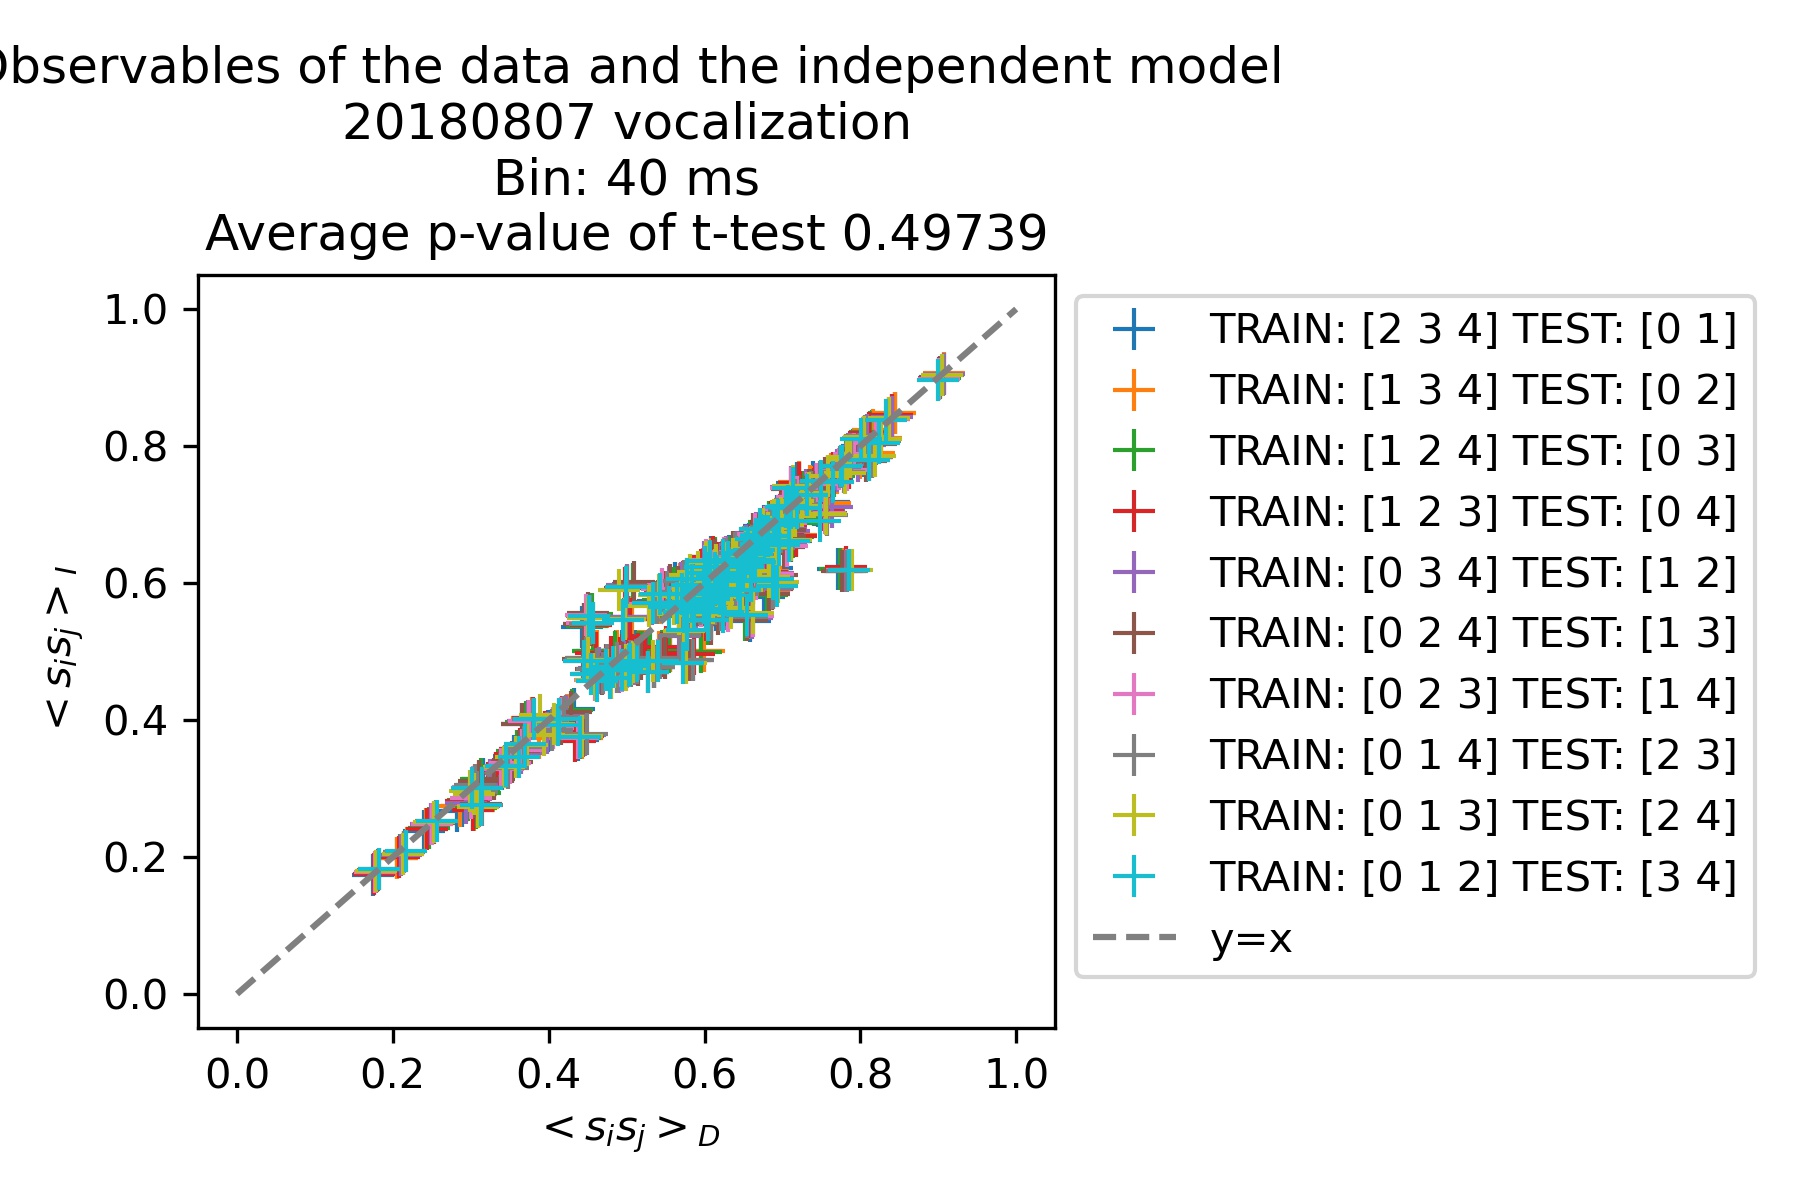 Observables of the data and the independent model
20180807 vocalization
Bin: 40 ms
Average p-value of t-test 0.49739
1.0
0.8
0.6
0.4
0.2
0.0
< s_i s_j >_I
0.0 0.2 0.4 0.6 0.8 1.0
< s_i s_j >_D
TRAIN: [2 3 4] TEST: [0 1]
TRAIN: [1 3 4] TEST: [0 2]
TRAIN: [1 2 4] TEST: [0 3]
TRAIN: [1 2 3] TEST: [0 4]
TRAIN: [0 3 4] TEST: [1 2]
TRAIN: [0 2 4] TEST: [1 3]
TRAIN: [0 2 3] TEST: [1 4]
TRAIN: [0 1 4] TEST: [2 3]
TRAIN: [0 1 3] TEST: [2 4]
TRAIN: [0 1 2] TEST: [3 4]
y=x